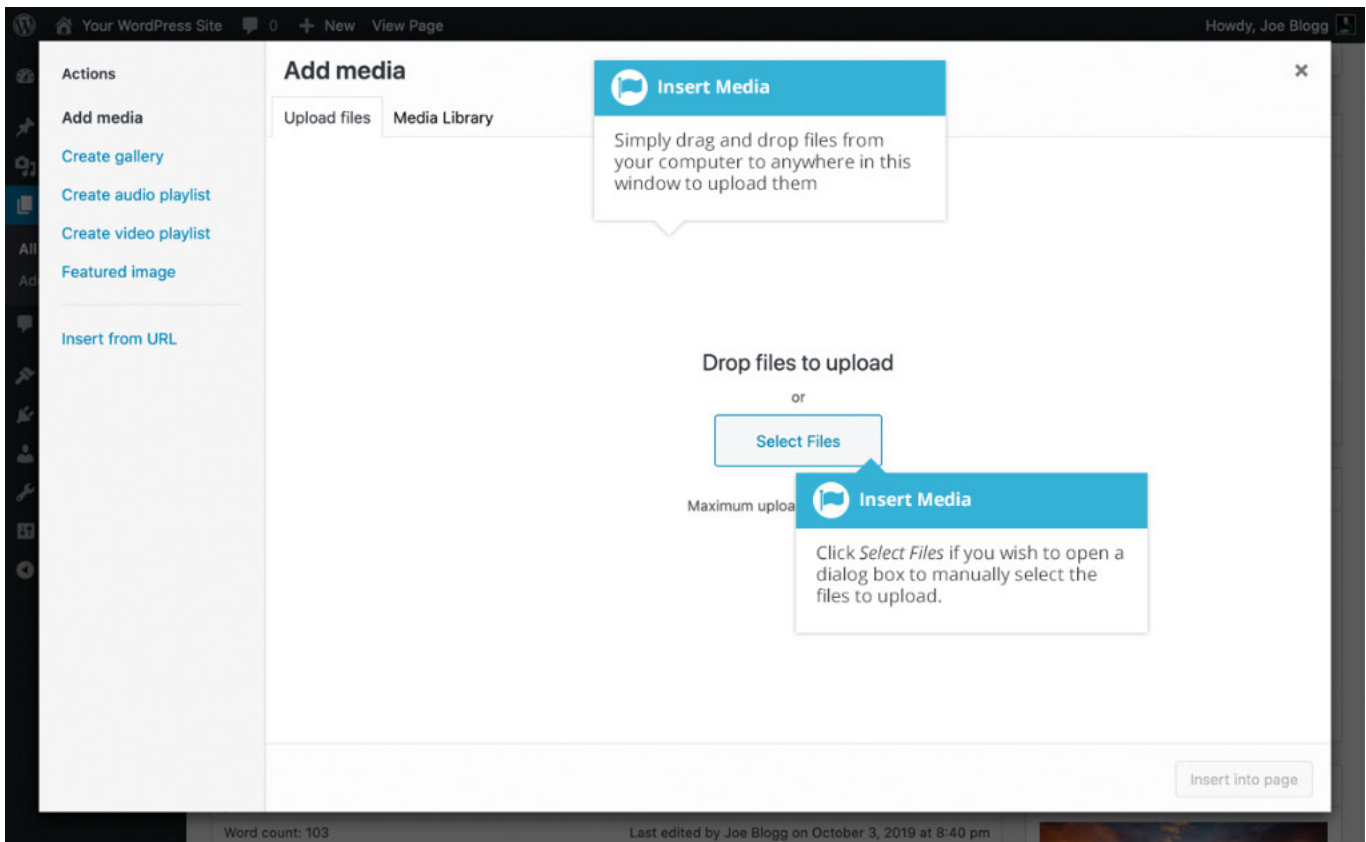 Your WordPress Site 0 New View Page Howdy, Joe Blogg
Actions
Add media
Create gallery
Create audio playlist
Create video playlist
Featured image
Insert from URL
Add media
Upload files Media Library
Insert Media
Simply drag and drop files from
your computer to anywhere in this
window to upload them
Drop files to upload
or
Select Files
Maximum
Insert Media
Click Select Files if you wish to open a
dialog box to manually select the
files to upload.
Insert into page
All
Word count: 103 Last edited by Joe Blogg on October 3, 2019 at 8:40 pm